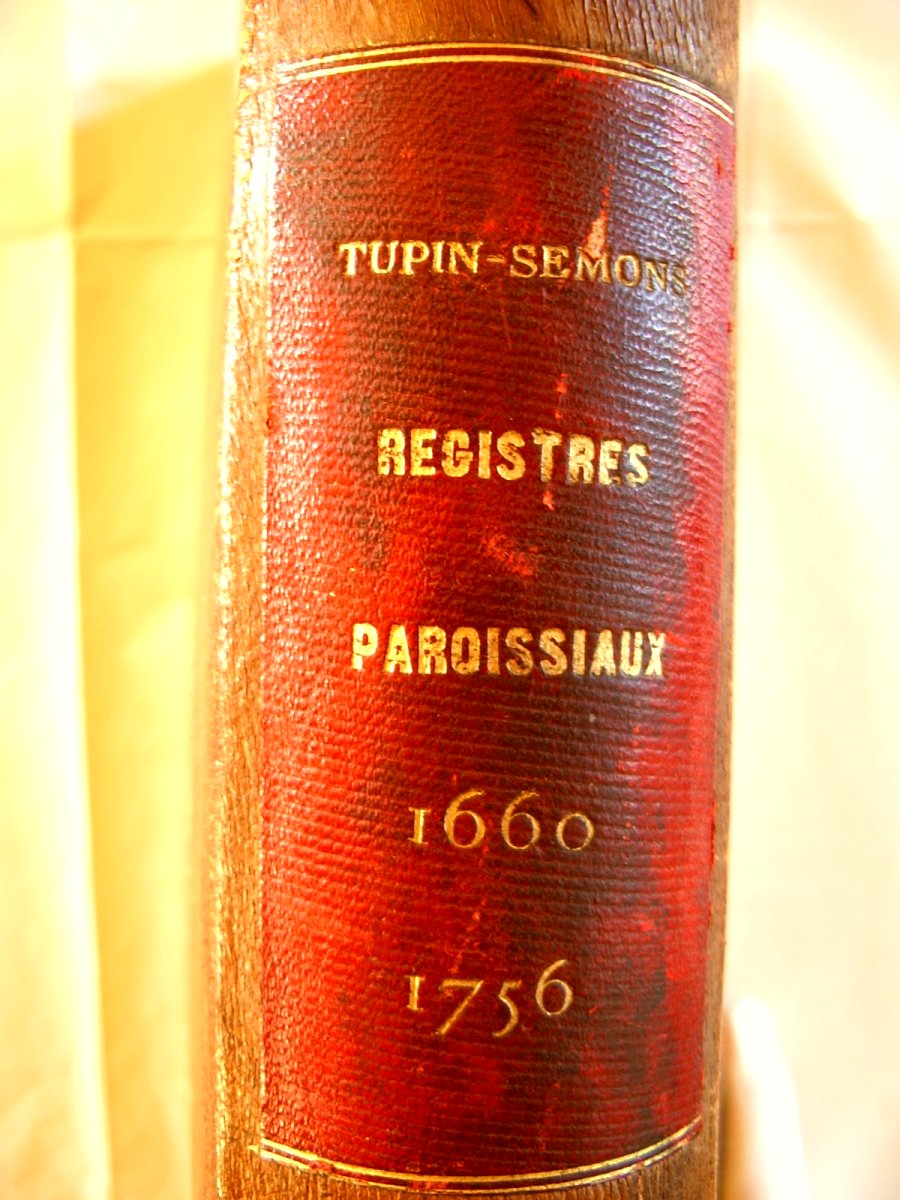 TUPIN-SEMONS
REGISTRES
PAROISSIAUX
1660
1756